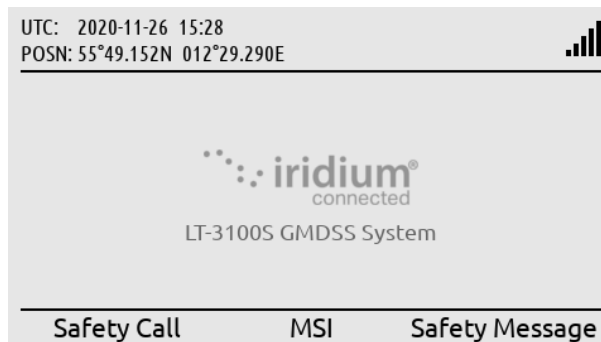 UTC: 2020-11-26 15:28
POSN: 55°49.152N 012°29.290E
iridium®
connected
LT-3100S GMDSS System
Safety Call MSI Safety Message